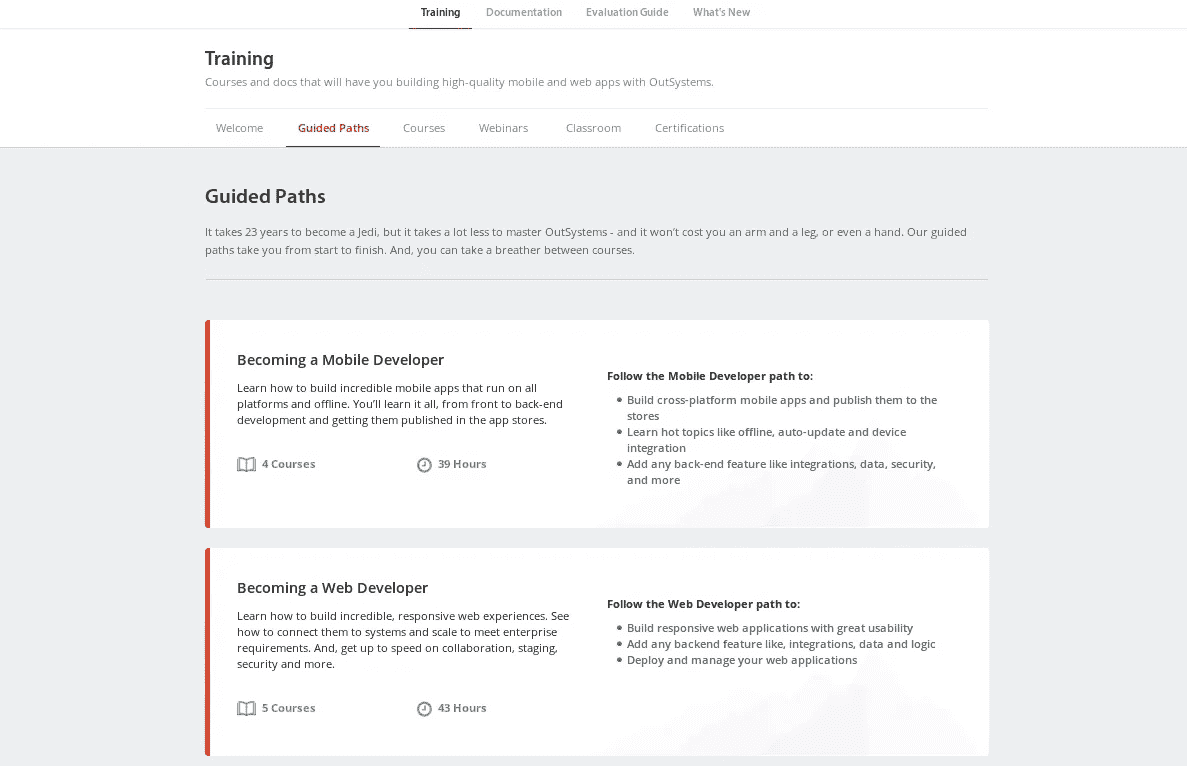 Training Documentation Evaluation Guide What's New
Training
Courses and docs that will have you building high-quality mobile and web apps with OutSystems.
Welcome Guided Paths Courses Webinars Classroom Certifications
Guided Paths
It takes 23 years to become a Jedi, but it takes a lot less to master OutSystems - and it won't cost you an arm and a leg, or even a hand. Our guided
paths take you from start to finish. And, you can take a breather between courses.
Becoming a Mobile Developer
Learn how to build incredible mobile apps that run on all
platforms and offline. You'll learn it all, from front to back-end
development and getting them published in the app stores.
4 Courses 39 Hours
Follow the Mobile Developer path to:
• Build cross-platform mobile apps and publish them to the
stores
• Learn hot topics like offline, auto-update and device
integration
• Add any back-end feature like integrations, data, security,
and more
Becoming a Web Developer
Learn how to build incredible, responsive web experiences. See
how to connect them to systems and scale to meet enterprise
requirements. And, get up to speed on collaboration, staging,
security and more.
5 Courses 43 Hours
Follow the Web Developer path to:
• Build responsive web applications with great usability
• Add any backend feature like, integrations, data and logic
• Deploy and manage your web applications